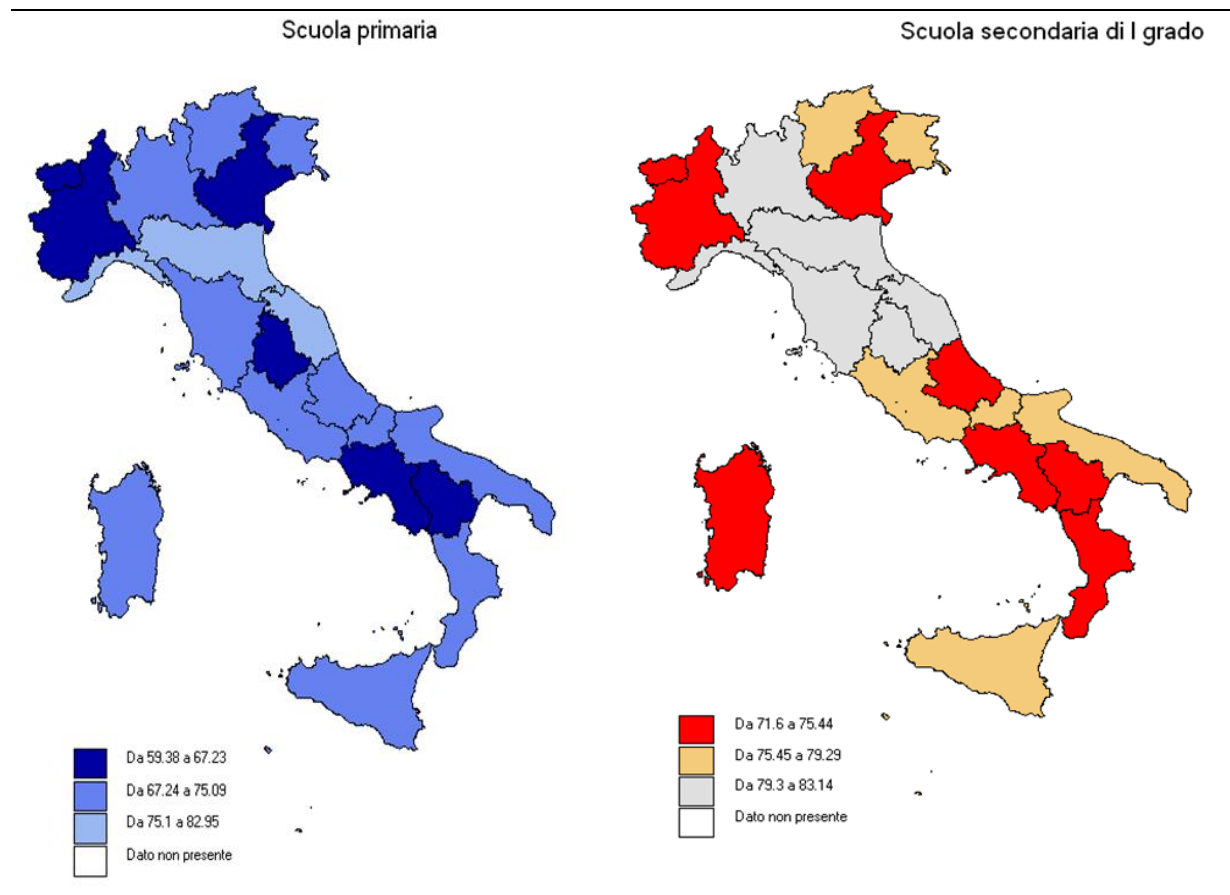 Scuola primaria
Scuola secondaria di I grado
Da 59.38 a 67.23
Da 67.24 a 75.09
Da 75.1 a 82.95
Dato non presente
Da 71.6 a 75.44
Da 75.45 a 79.29
Da 79.3 a 83.14
Dato non presente